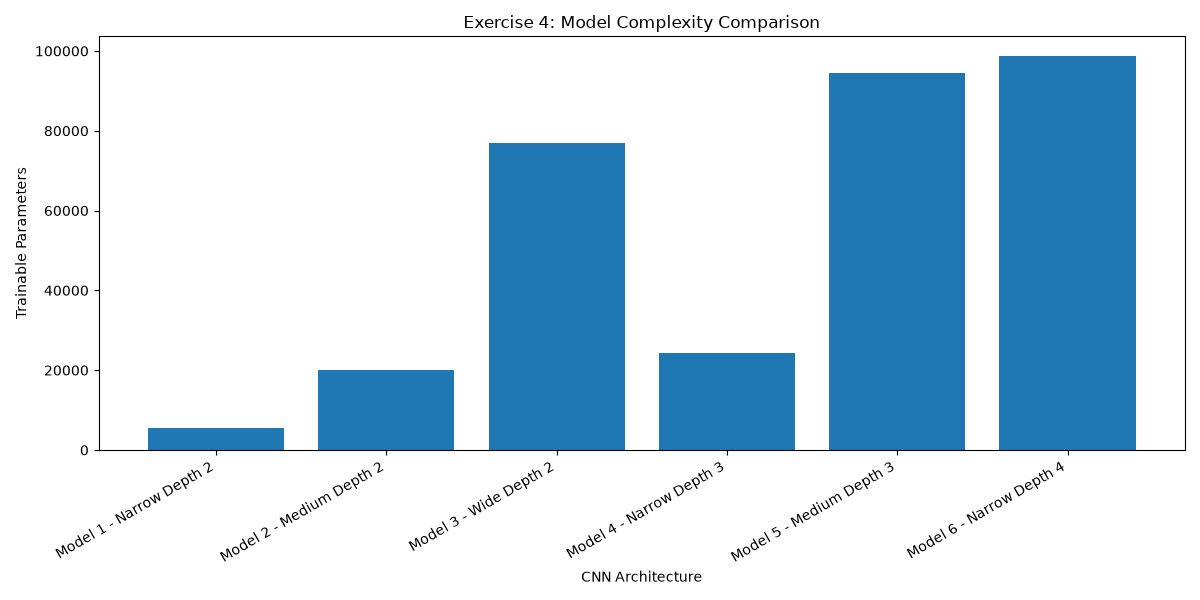 Exercise 4: Model Complexity Comparison
Trainable Parameters
100000
80000
60000
40000
20000
0
Model 1 - Narrow Depth 2
Model 2 - Medium Depth 2
Model 3 - Wide Depth 2
Model 4 - Narrow Depth 3
Model 5 - Medium Depth 3
Model 6 - Narrow Depth 4
CNN Architecture